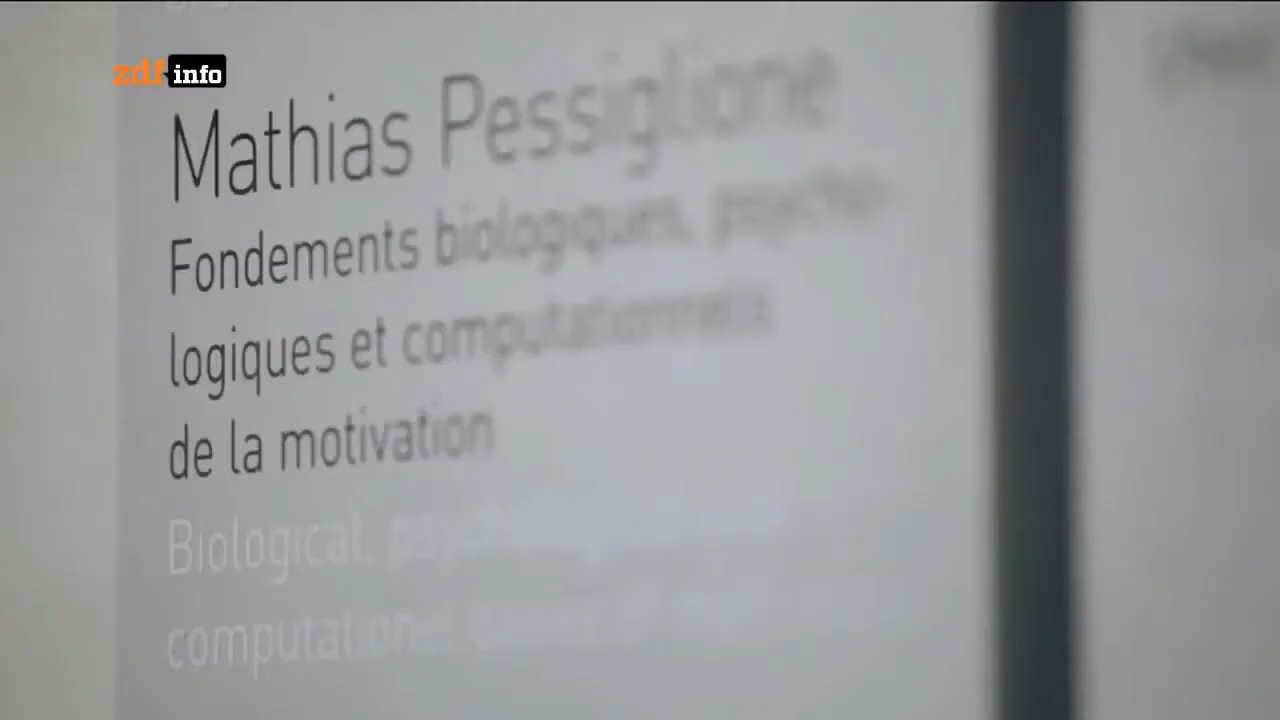 zdf info
Mathias Pessiglione
Fondements biologiques, psycho-
logiques et computationnels
de la motivation
Biological,
computational